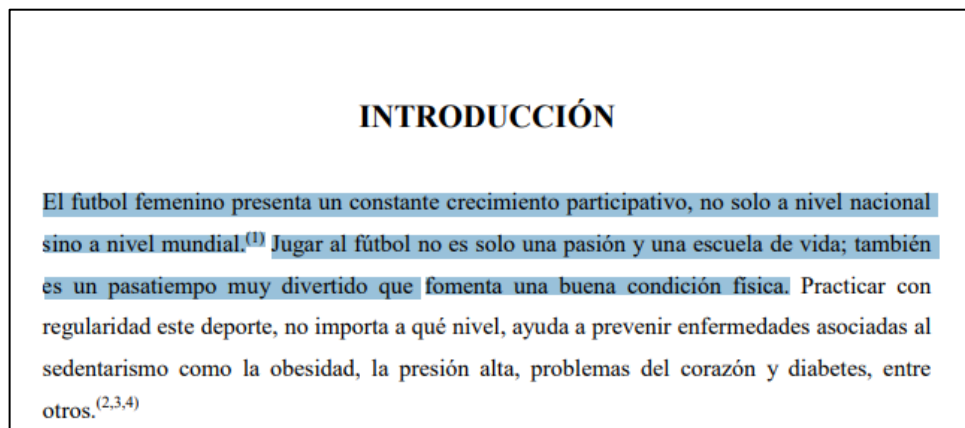 INTRODUCCIÓN
El futbol femenino presenta un constante crecimiento participativo, no solo a nivel nacional
sino a nivel mundial.(1) Jugar al fútbol no es solo una pasión y una escuela de vida; también
es un pasatiempo muy divertido que fomenta una buena condición física. Practicar con
regularidad este deporte, no importa a qué nivel, ayuda a prevenir enfermedades asociadas al
sedentarismo como la obesidad, la presión alta, problemas del corazón y diabetes, entre
otros.(2,3,4)